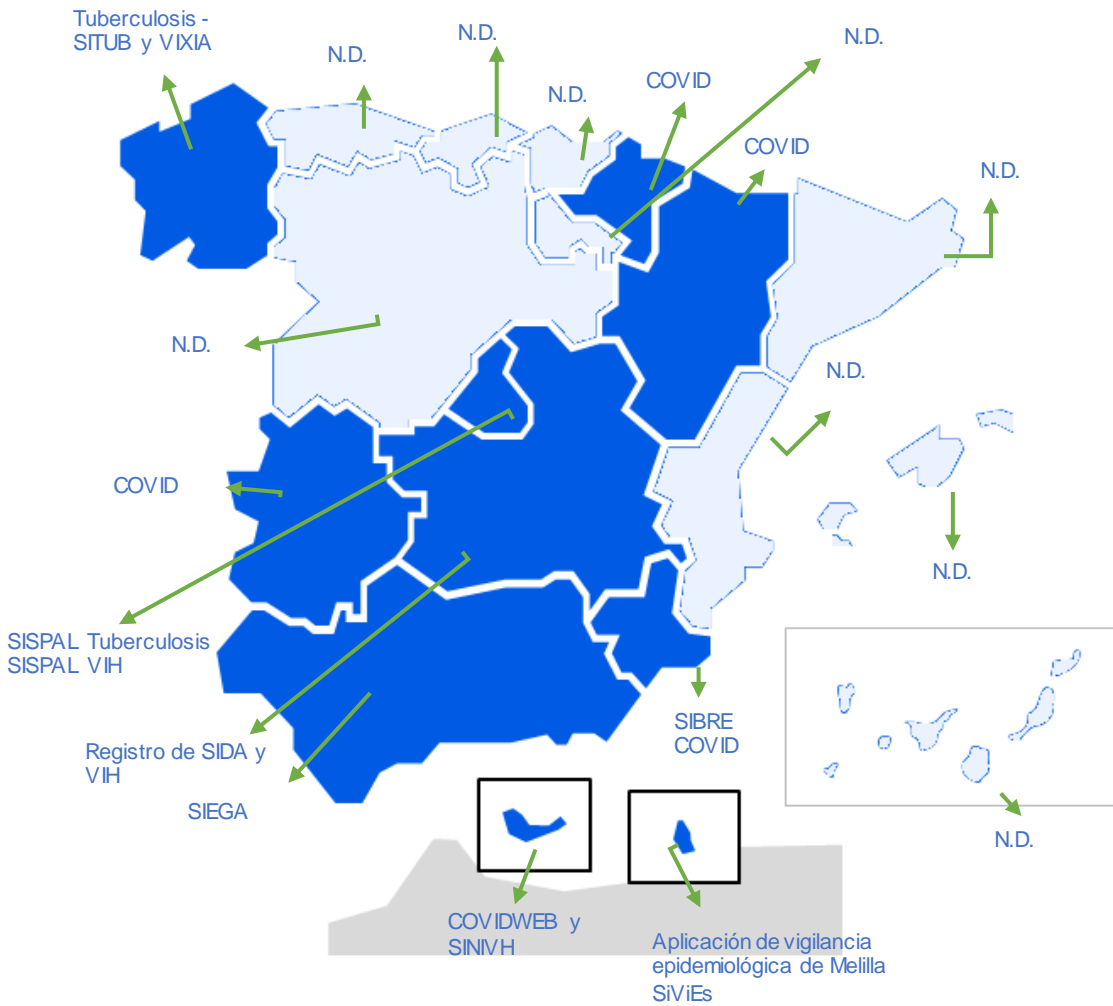 Tuberculosis -
SITUB y VIXIA
N.D.
N.D.
N.D.
N.D.
COVID
COVID
N.D.
N.D.
N.D.
COVID
N.D.
SISPAL Tuberculosis
SISPAL VIH
Registro de SIDA y
VIH
SIEGA
SIBRE
COVID
N.D.
COVIDWEB y
SINIVH
Aplicación de vigilancia
epidemiológica de Melilla
SiViEs